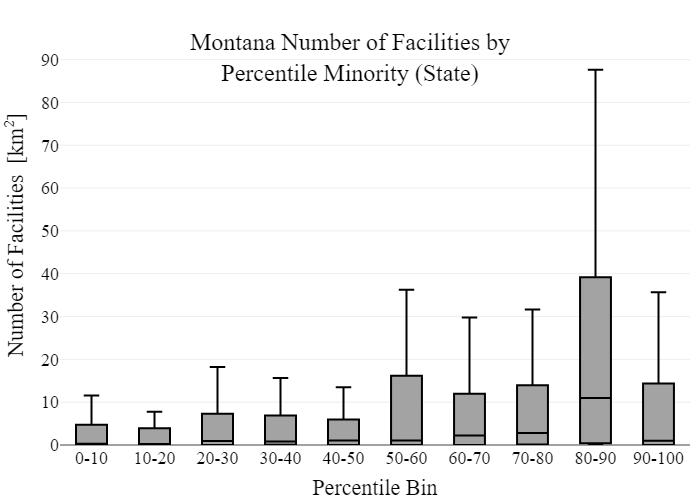 Montana Number of Facilities by
Percentile Minority (State)
Number of Facilities [km²]
90
80
70
60
50
40
30
20
10
0
0-10 10-20 20-30 30-40 40-50 50-60 60-70 70-80 80-90 90-100
Percentile Bin